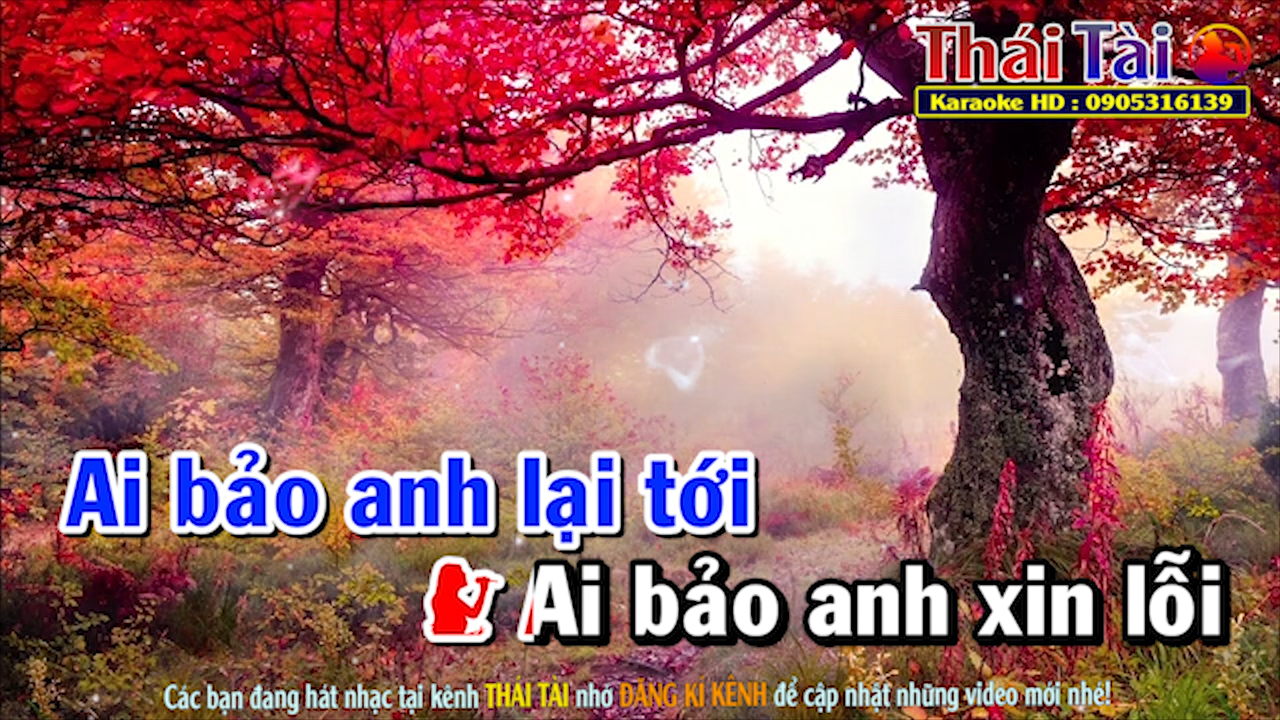 Thái Tài
Karaoke HD : 0905316139
Ai bảo anh lại tới
Ai bảo anh xin lỗi
Các bạn đang hát nhạc tại kênh THÁI TÀI nhớ ĐĂNG KÍ KÊNH để cập nhật những video mới nhé!